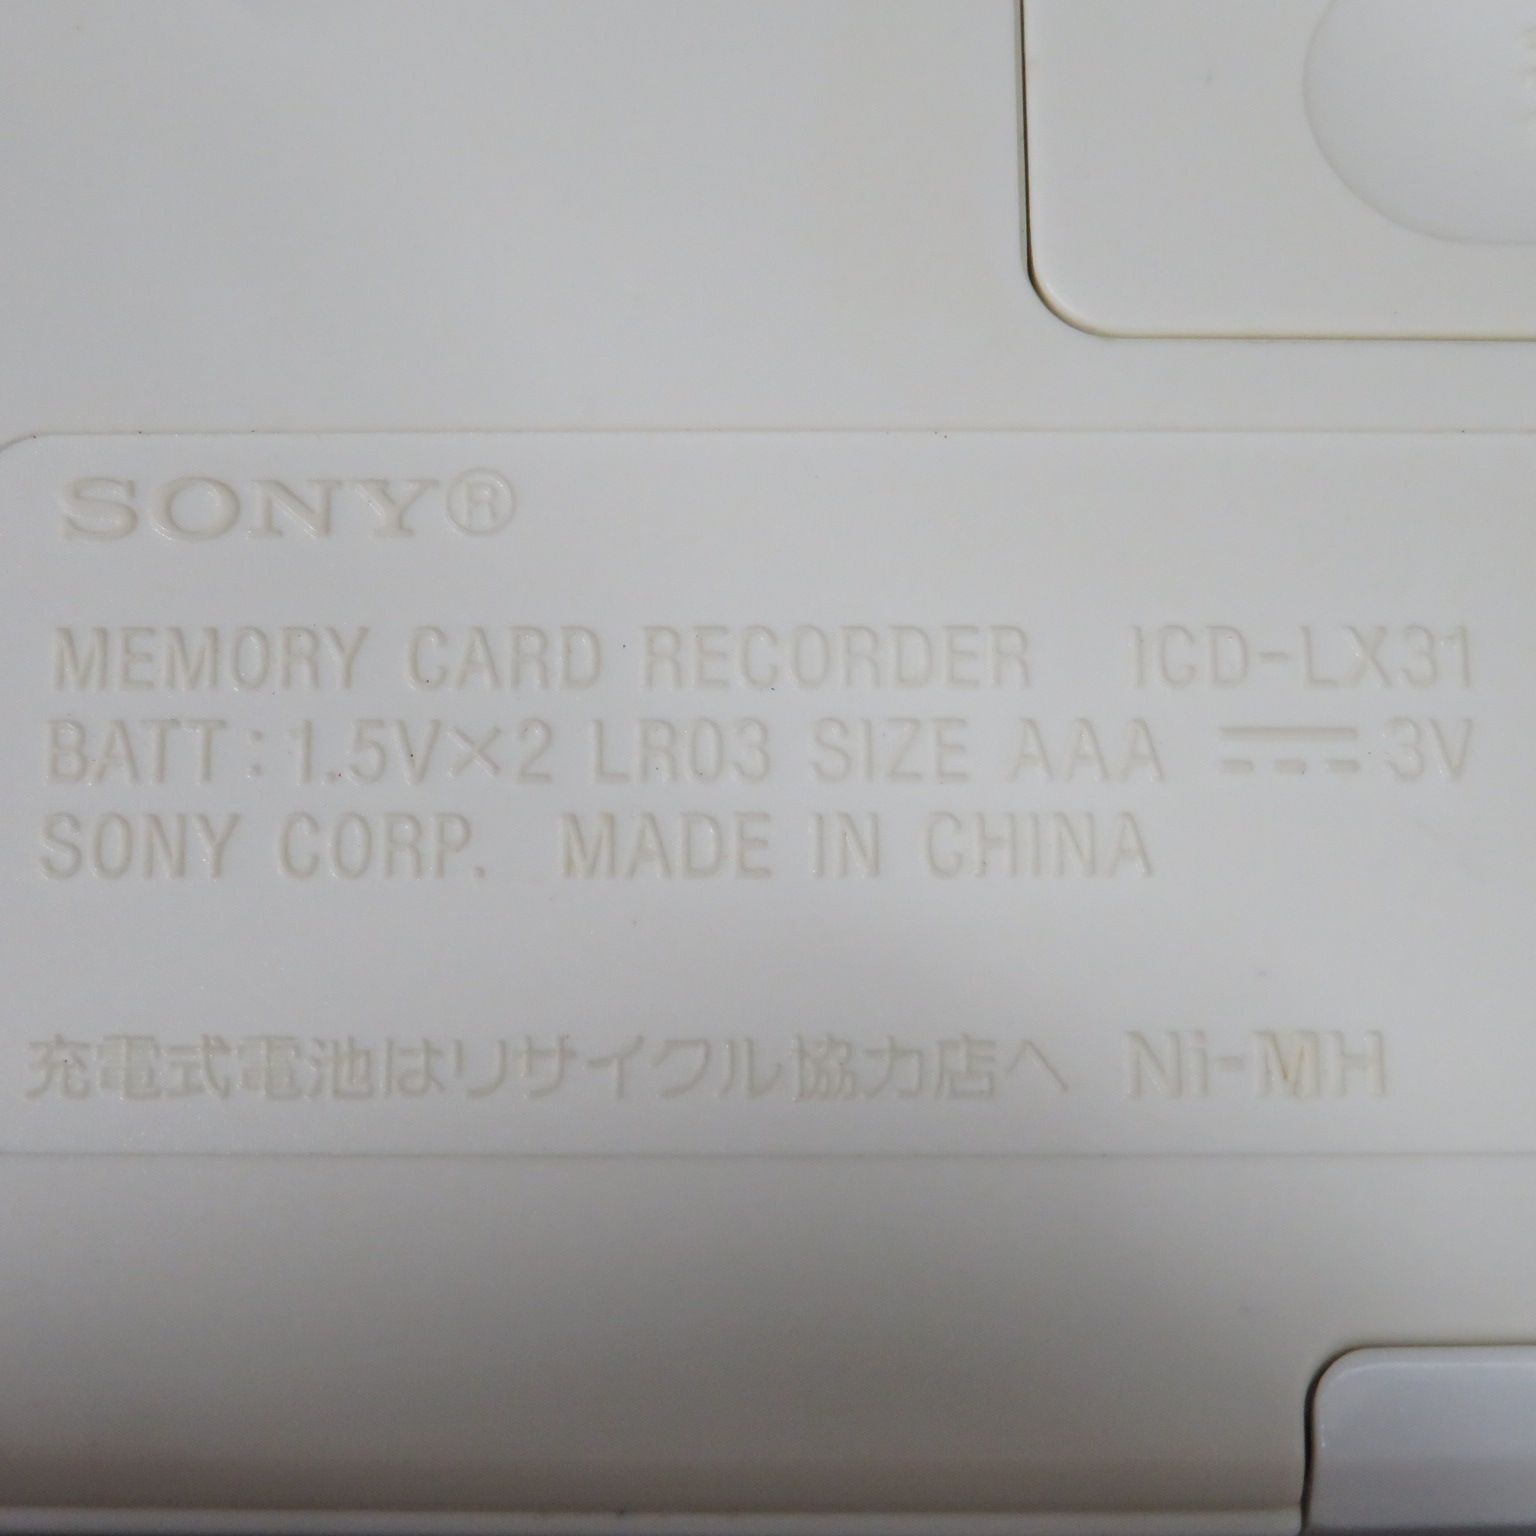 SONY®
MEMORY CARD RECORDER ICD-LX31
BATT:1.5V×2 LR03 SIZE AAA ⎓3V
SONY CORP. MADE IN CHINA
充電式電池はリサイクル協力店へ Ni-MH